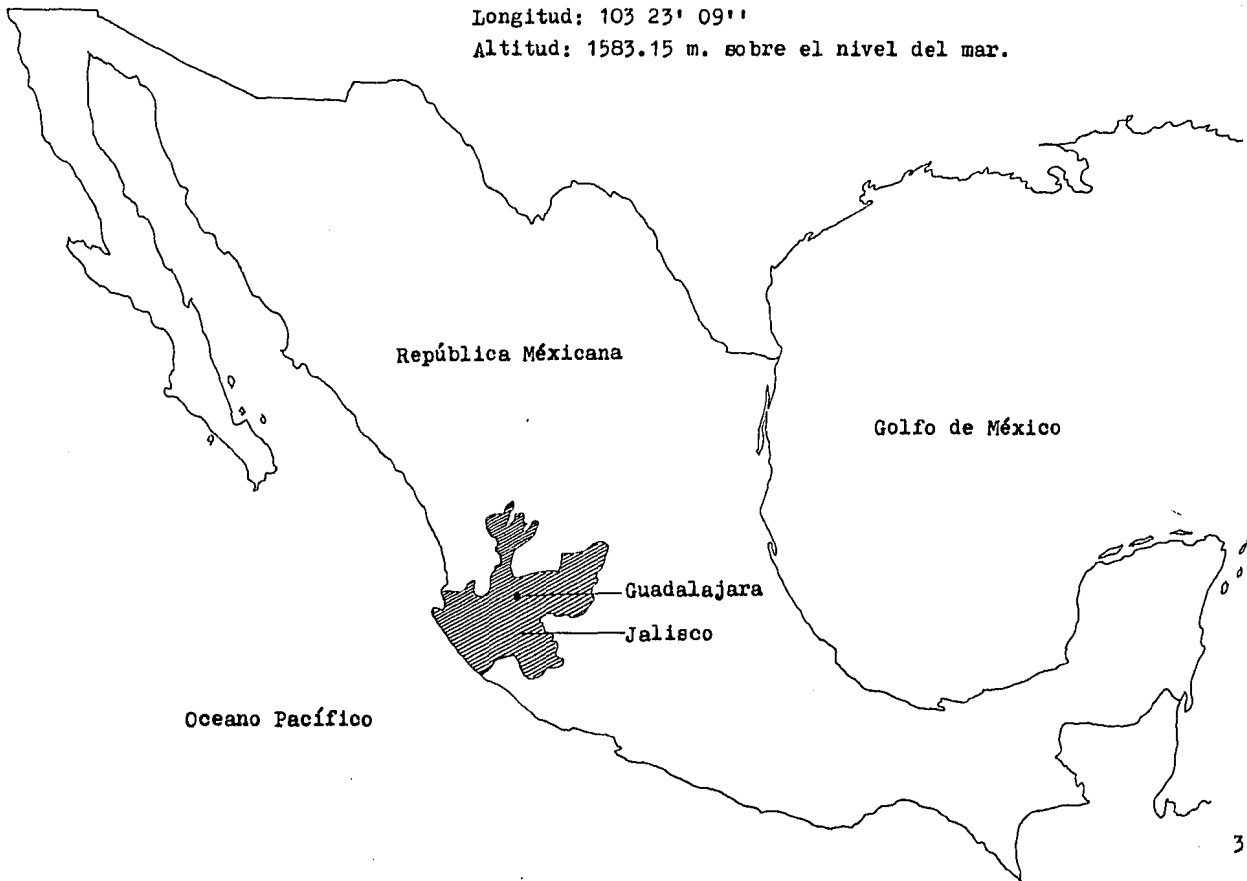 Longitud: 103 23' 09''
Altitud: 1583.15 m. sobre el nivel del mar.
República Méxicana
Golfo de México
Guadalajara
Jalisco
Oceano Pacífico
3